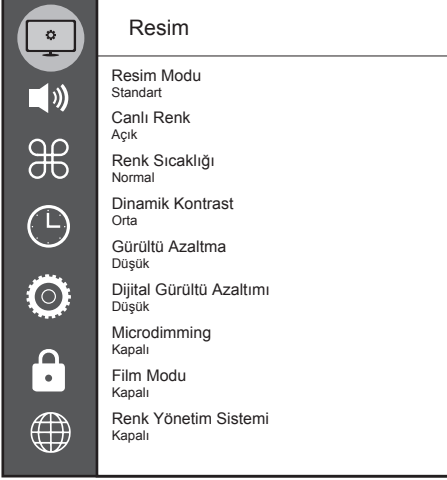 Resim
Resim Modu
Standart
Canlı Renk
Açık
Renk Sıcaklığı
Normal
Dinamik Kontrast
Orta
Gürültü Azaltma
Düşük
Dijital Gürültü Azaltımı
Düşük
Microdimming
Kapalı
Film Modu
Kapalı
Renk Yönetim Sistemi
Kapalı